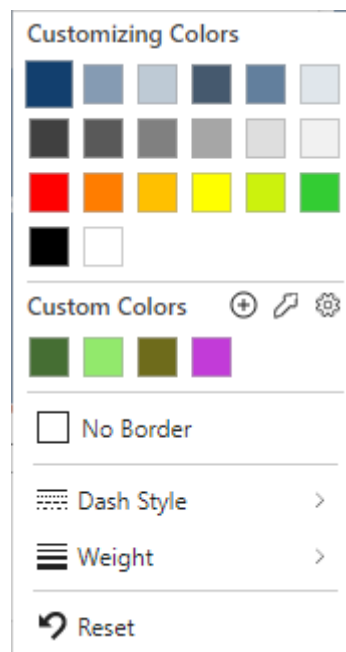 Customizing Colors
Custom Colors
No Border
Dash Style
Weight
Reset